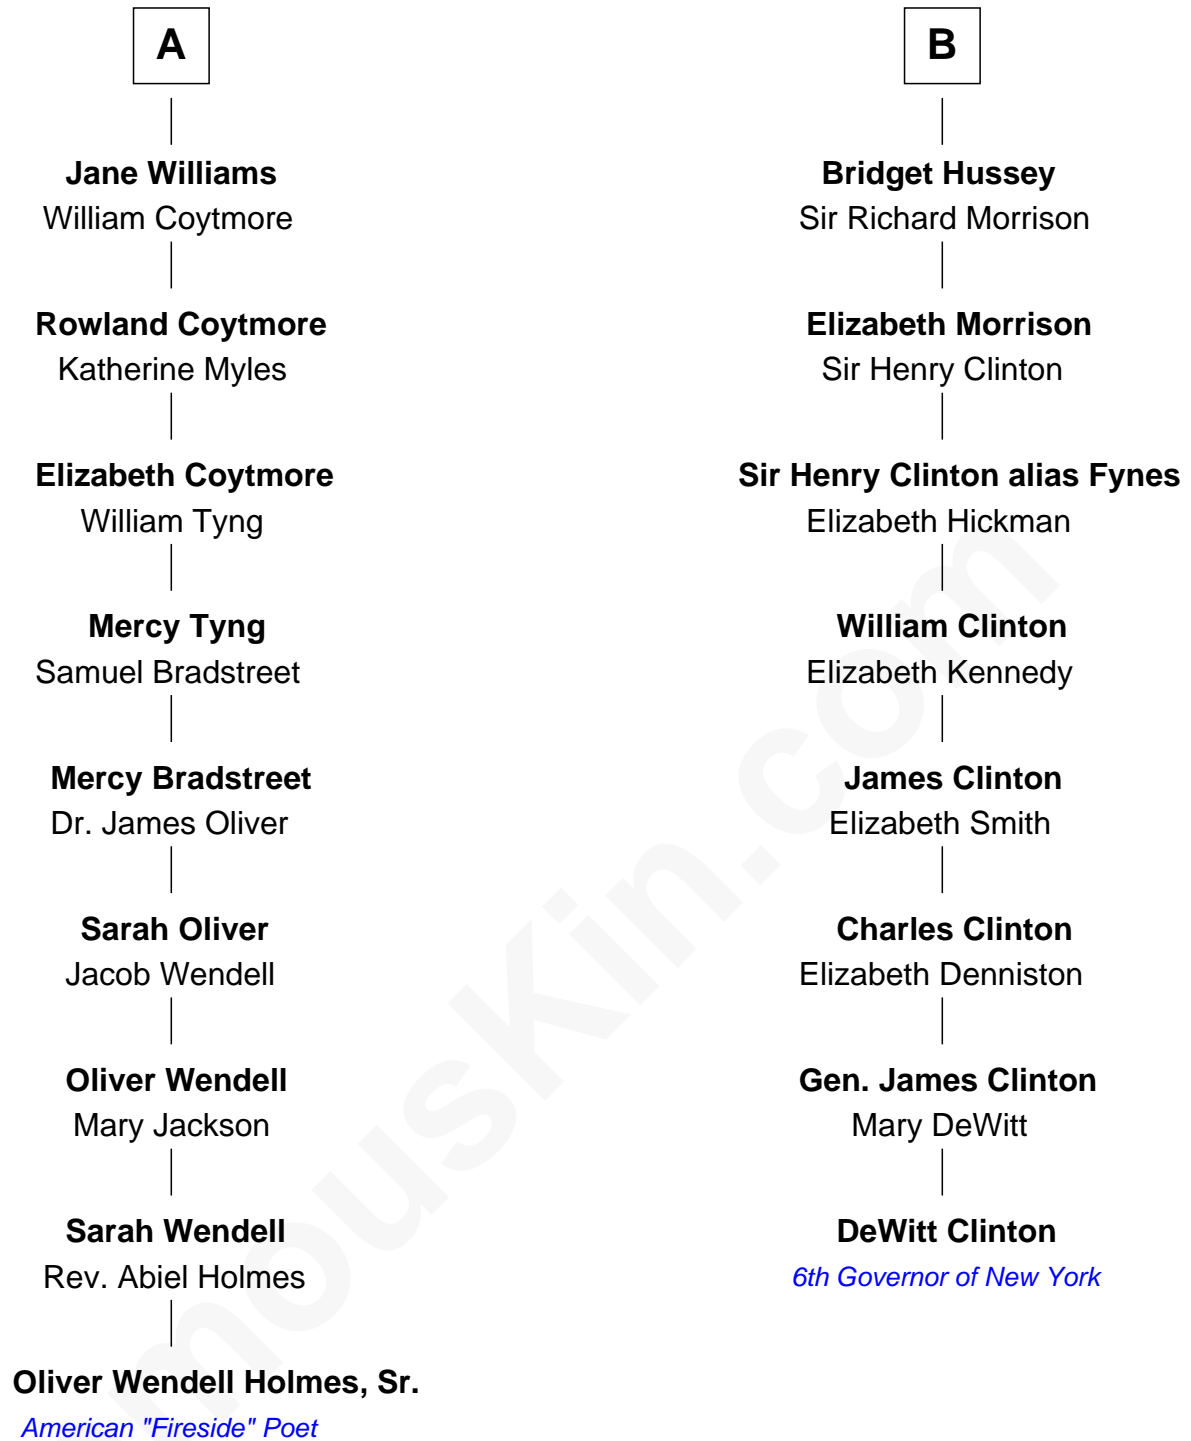 A
Jane Williams
William Coytmore
Rowland Coytmore
Katherine Myles
Elizabeth Coytmore
William Tyng
Mercy Tyng
Samuel Bradstreet
Mercy Bradstreet
Dr. James Oliver
Sarah Oliver
Jacob Wendell
Oliver Wendell
Mary Jackson
Sarah Wendell
Rev. Abiel Holmes
Oliver Wendell Holmes, Sr.
American "Fireside" Poet
B
Bridget Hussey
Sir Richard Morrison
Elizabeth Morrison
Sir Henry Clinton
Sir Henry Clinton alias Fynes
Elizabeth Hickman
William Clinton
Elizabeth Kennedy
James Clinton
Elizabeth Smith
Charles Clinton
Elizabeth Denniston
Gen. James Clinton
Mary DeWitt
DeWitt Clinton
6th Governor of New York
mousKin.com